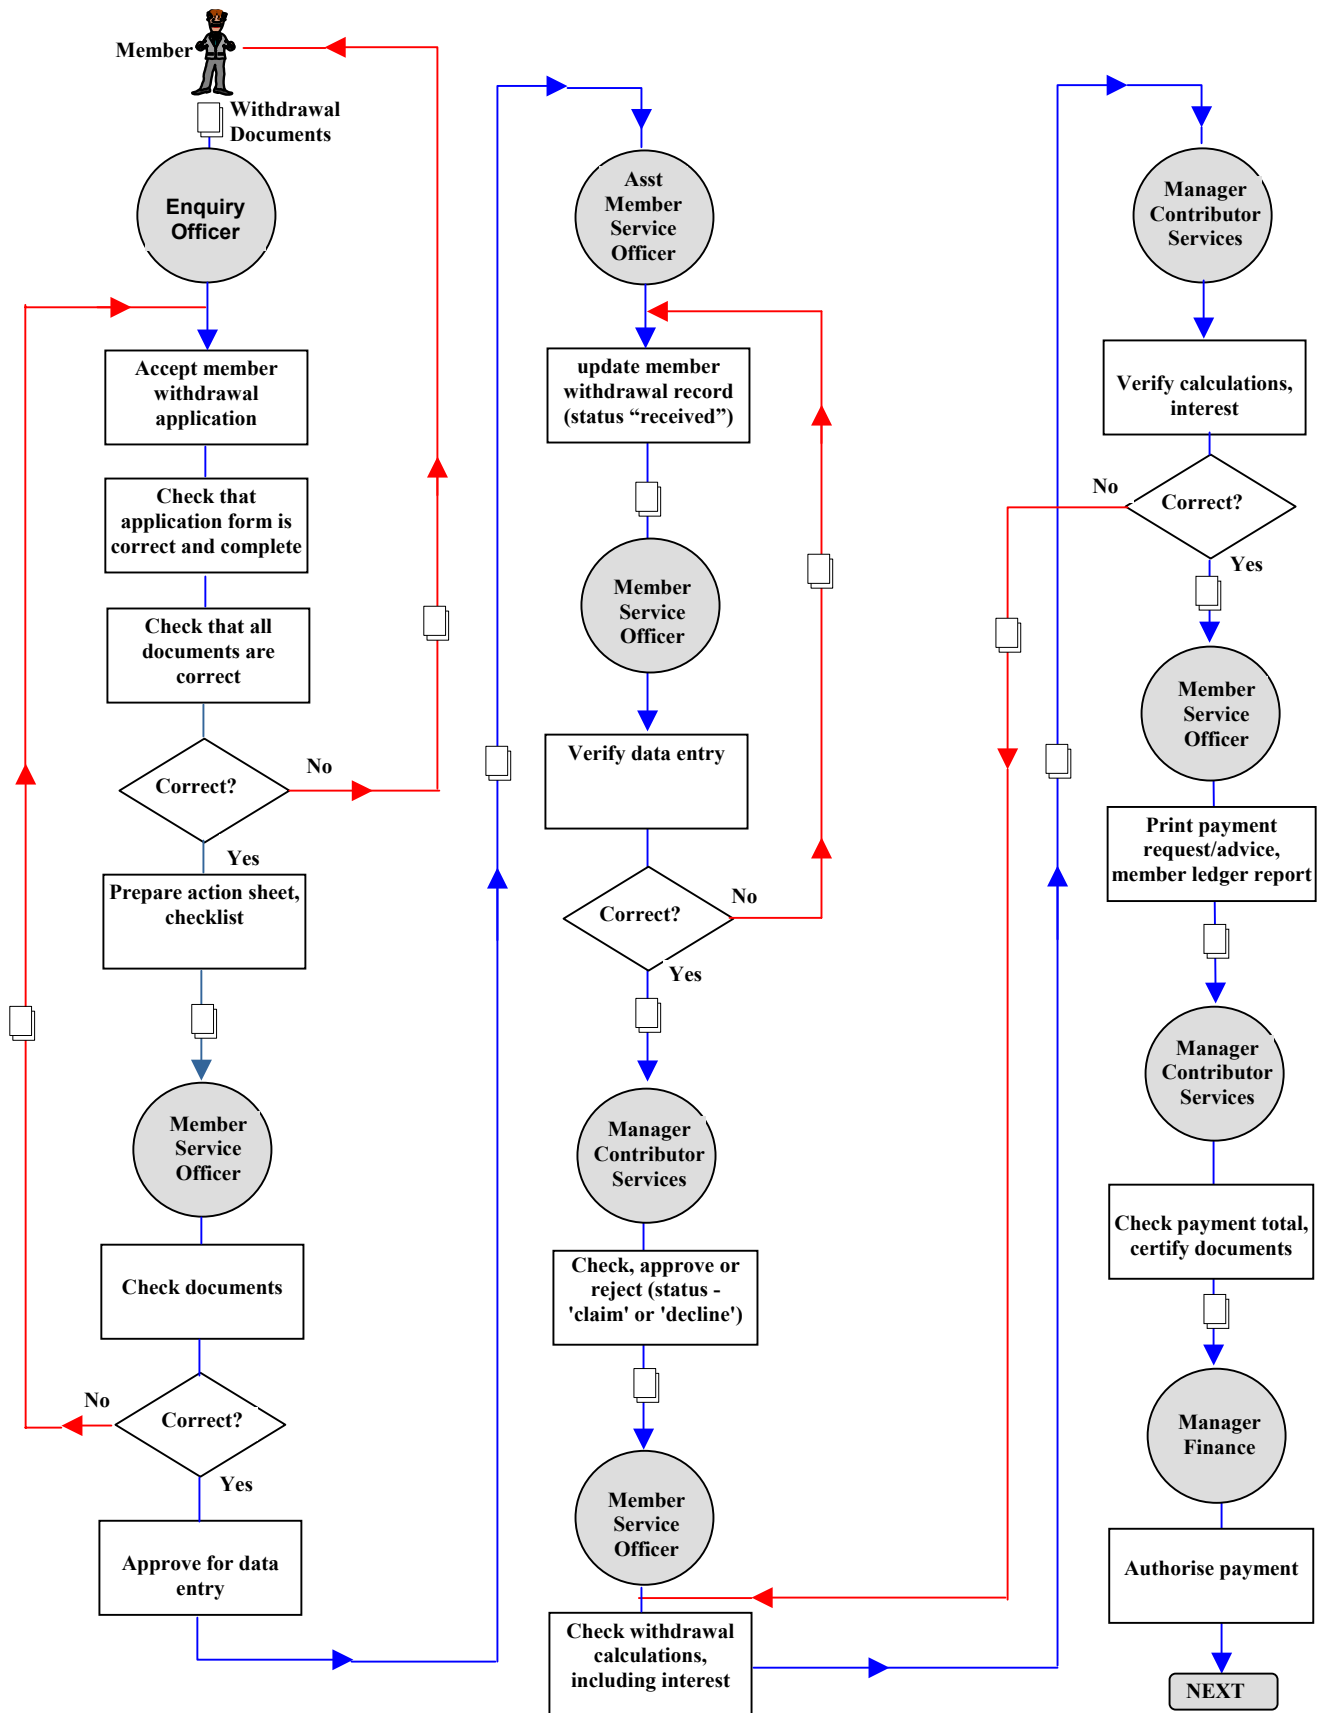 Member
Withdrawal
Documents
Enquiry
Officer
Accept member
withdrawal
application
Check that
application form is
correct and complete
Check that all
documents are
correct
Correct?
No
Yes
Prepare action sheet,
checklist
Member
Service
Officer
Check documents
Correct?
No
Yes
Approve for data
entry
Asst
Member
Service
Officer
update member
withdrawal record
(status “received”)
Member
Service
Officer
Verify data entry
Correct?
No
Yes
Manager
Contributor
Services
Check, approve or
reject (status -
'claim' or 'decline')
Member
Service
Officer
Check withdrawal
calculations,
including interest
Manager
Contributor
Services
Verify calculations,
interest
No
Correct?
Yes
Member
Service
Officer
Print payment
request/advice,
member ledger report
Manager
Contributor
Services
Check payment total,
certify documents
Manager
Finance
Authorise payment
NEXT